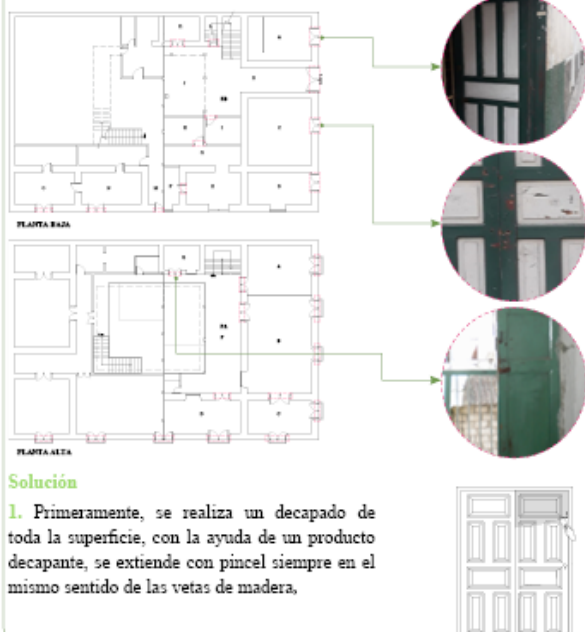 PLANTA BAJA
PLANTA ALTA
Solución
1. Primeramente, se realiza un decapado de
toda la superficie, con la ayuda de un producto
decapante, se extiende con pincel siempre en el
mismo sentido de las vetas de madera,